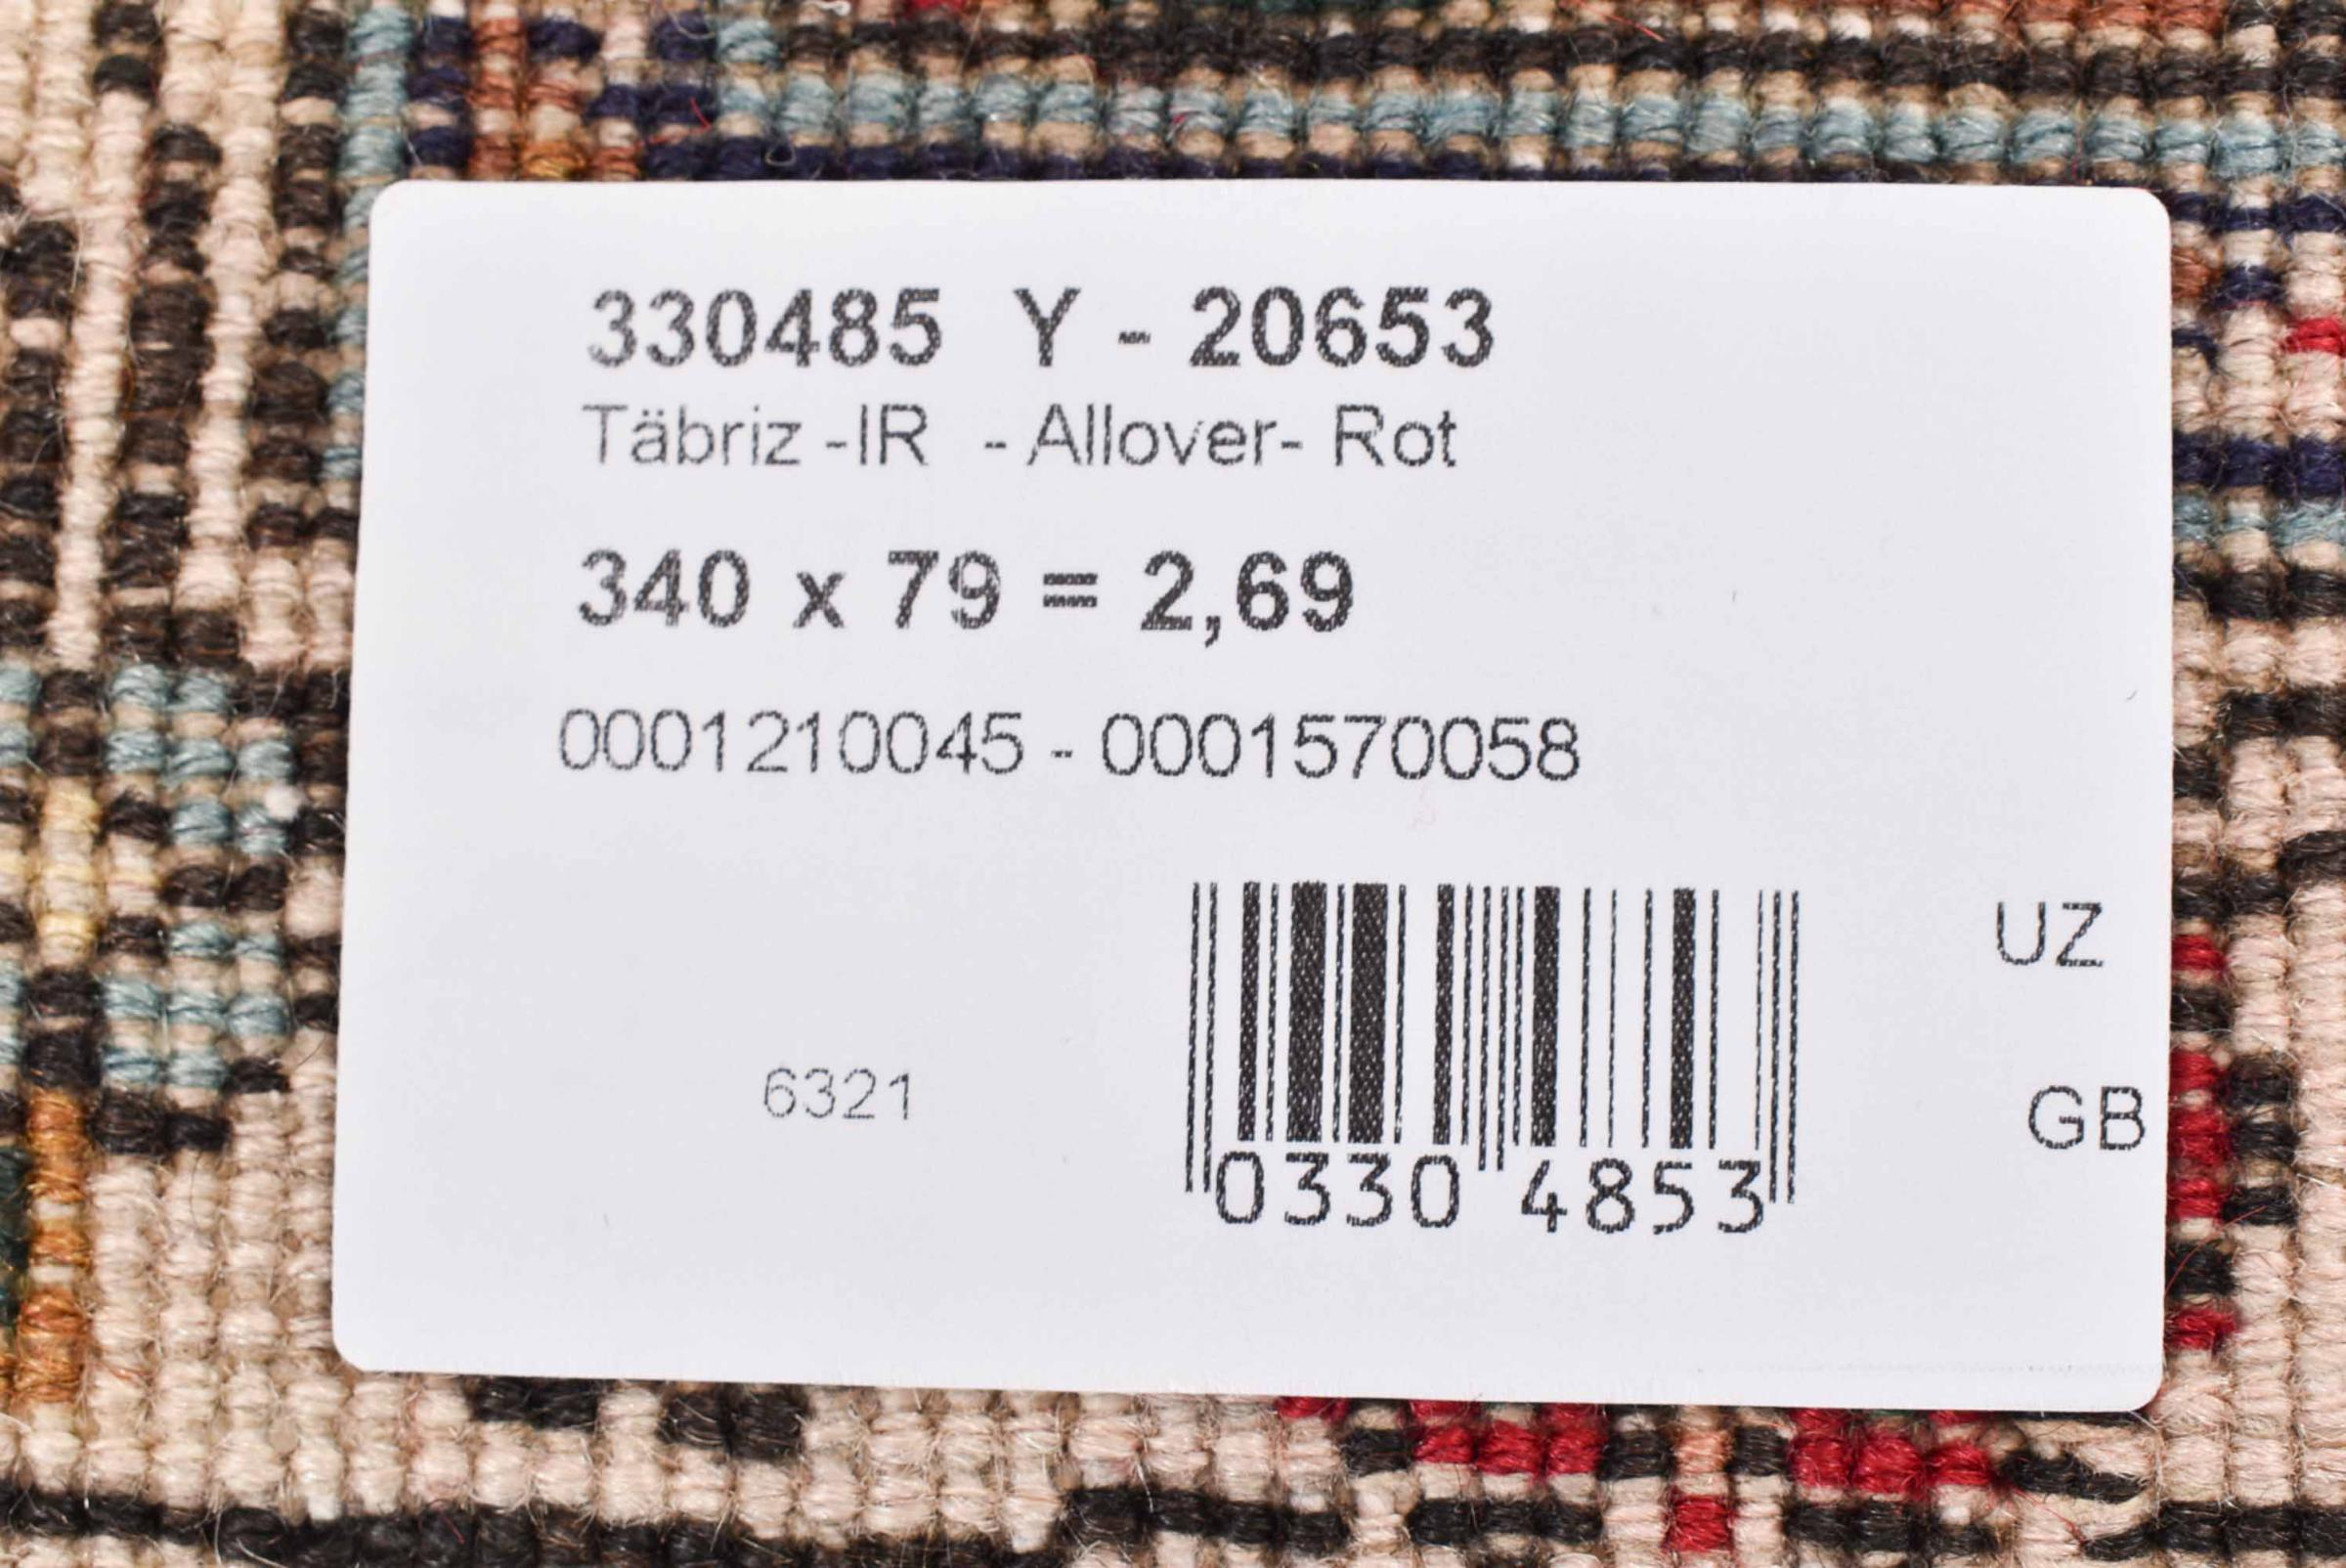 330485 Y - 20653
Täbriz -IR - Allover- Rot
340 x 79 = 2,69
0001210045 - 0001570058
UZ
6321
GB
0330 4853